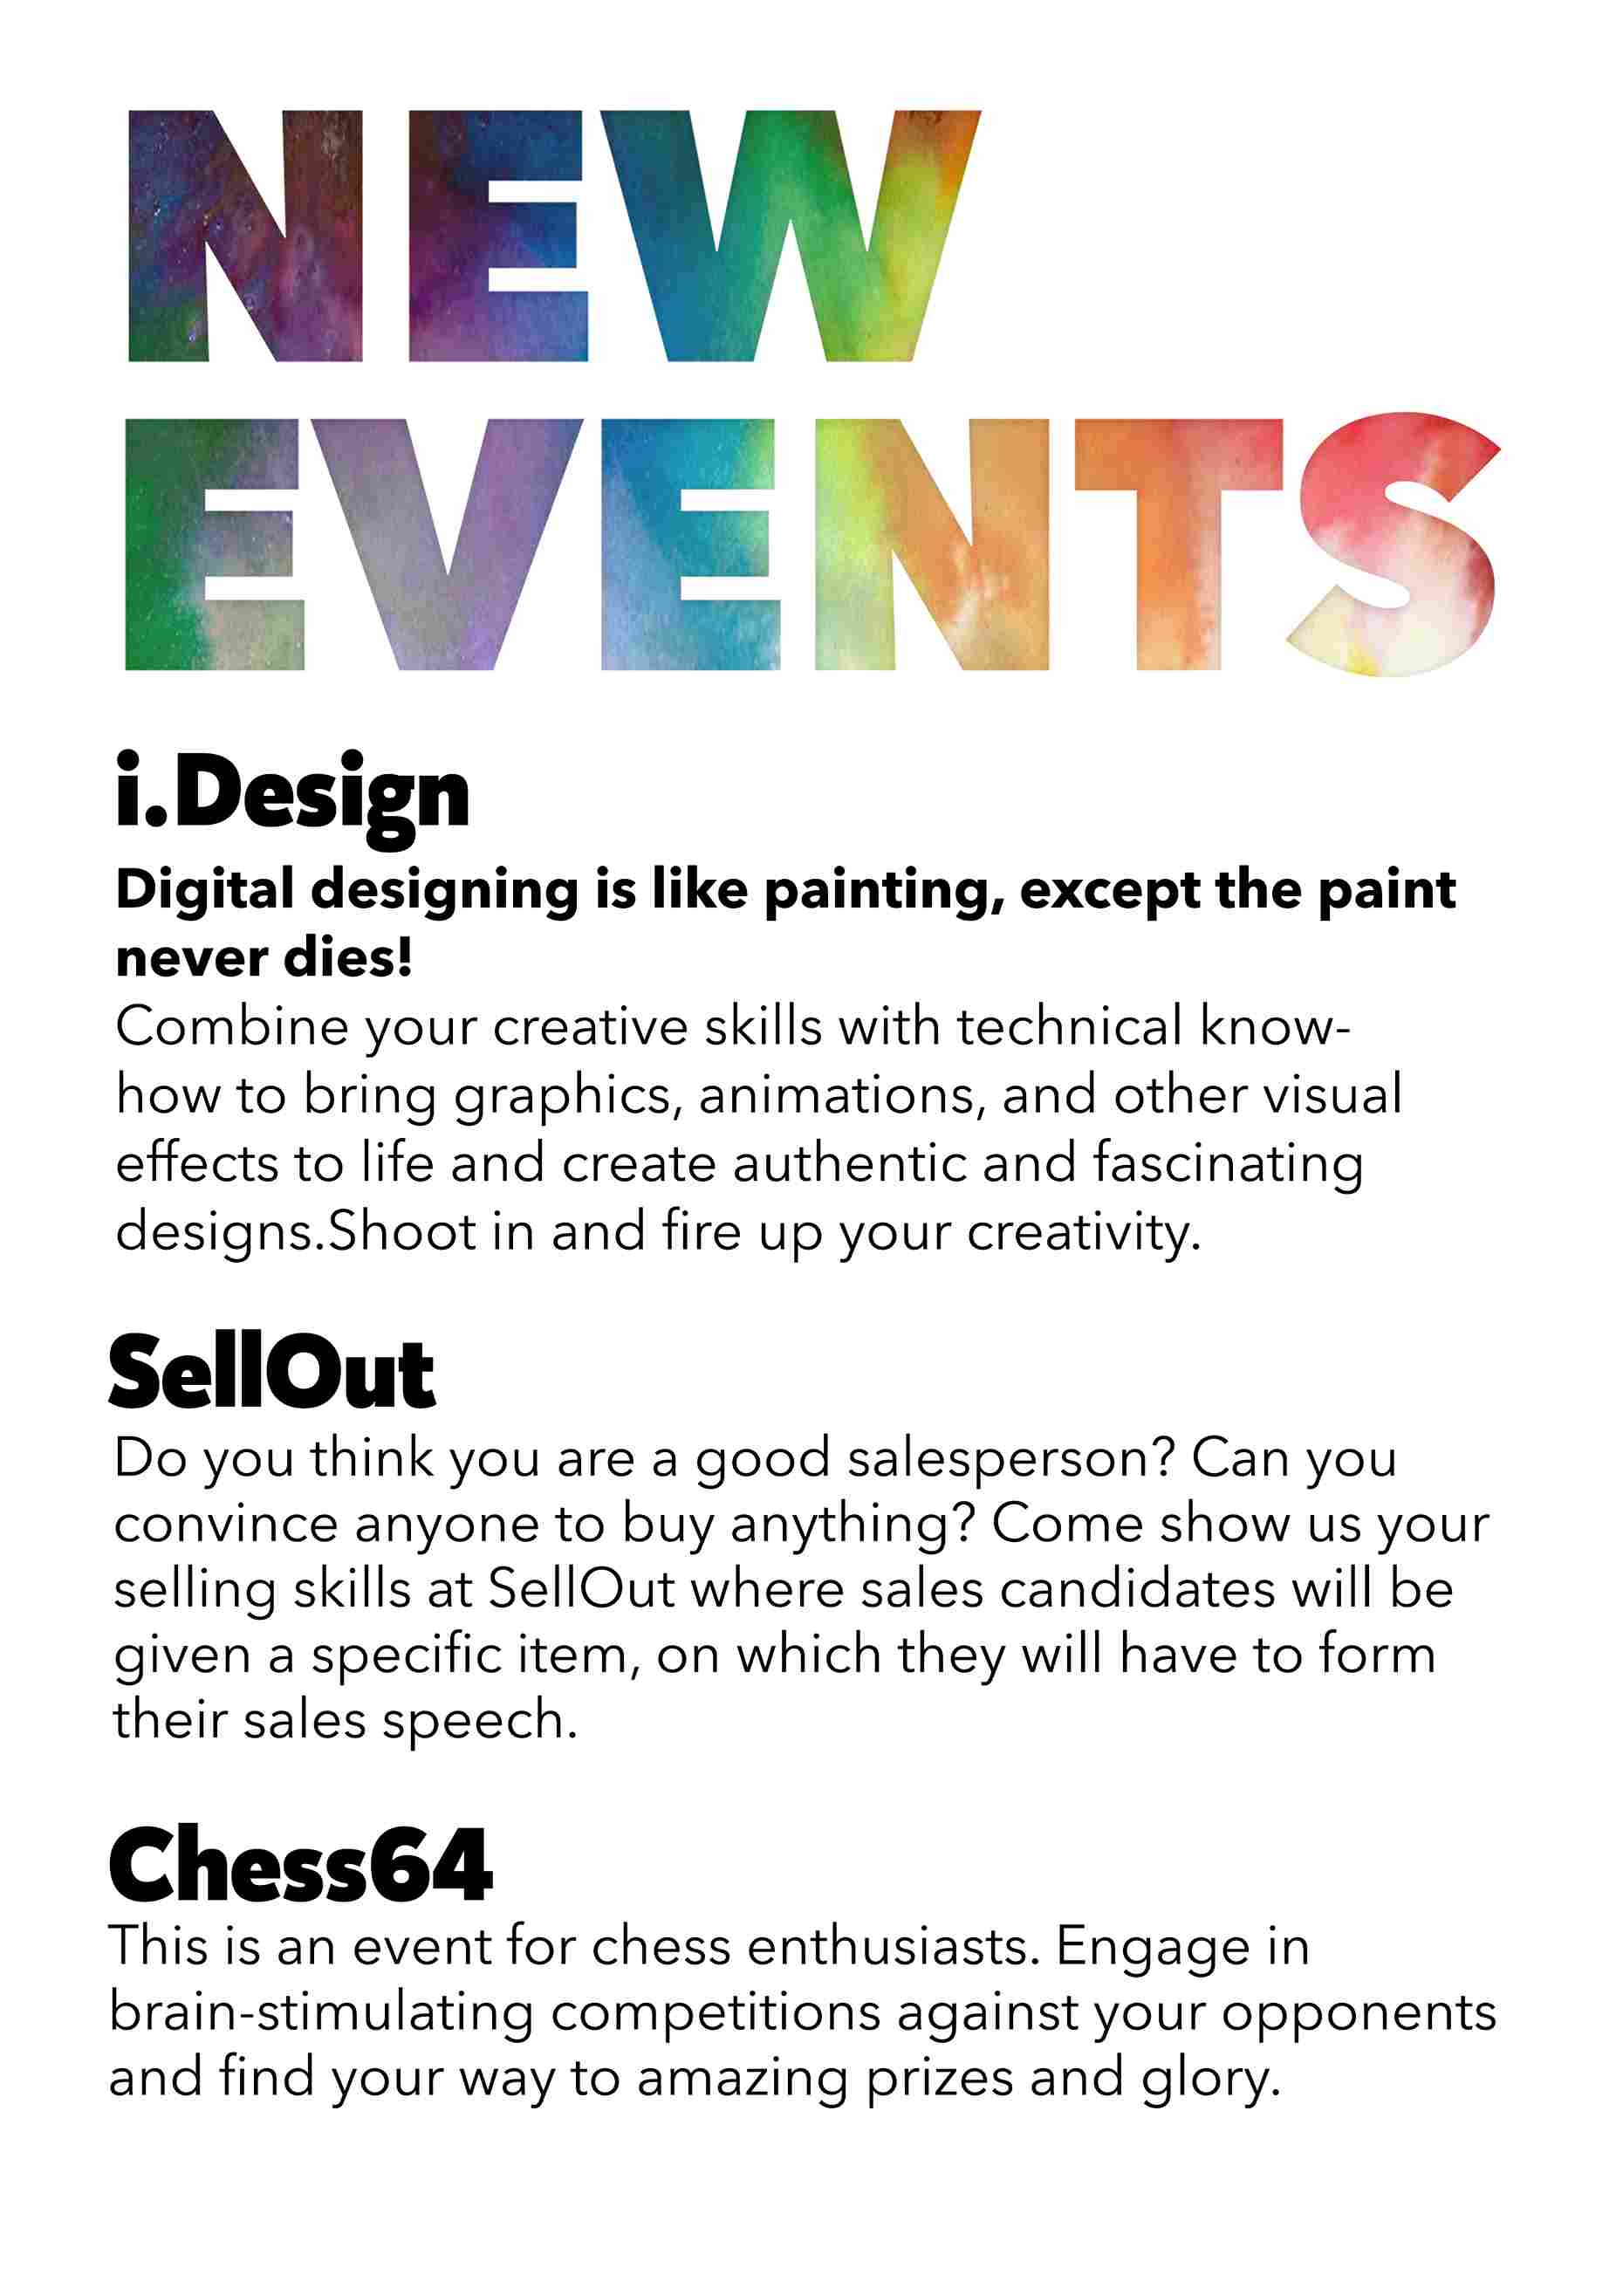 NEW
EVENTS
i.Design
Digital designing is like painting, except the paint
never dies!
Combine your creative skills with technical know-
how to bring graphics, animations, and other visual
effects to life and create authentic and fascinating
designs.Shoot in and fire up your creativity.
SellOut
Do you think you are a good salesperson? Can you
convince anyone to buy anything? Come show us your
selling skills at SellOut where sales candidates will be
given a specific item, on which they will have to form
their sales speech.
Chess64
This is an event for chess enthusiasts. Engage in
brain-stimulating competitions against your opponents
and find your way to amazing prizes and glory.